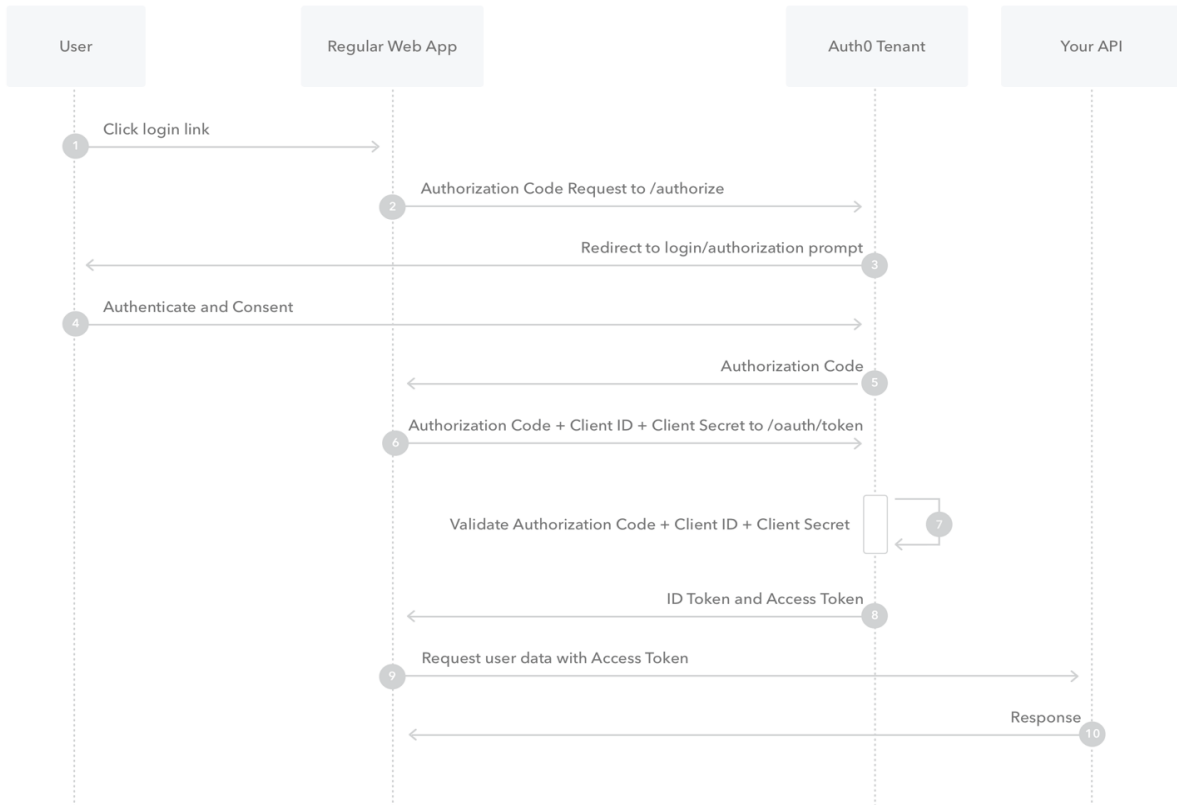 User
Regular Web App
Auth0 Tenant
Your API
Click login link
1
Authorization Code Request to /authorize
2
Redirect to login/authorization prompt
3
Authenticate and Consent
4
Authorization Code
5
Authorization Code + Client ID + Client Secret to /oauth/token
6
Validate Authorization Code + Client ID + Client Secret
7
ID Token and Access Token
8
Request user data with Access Token
9
Response
10